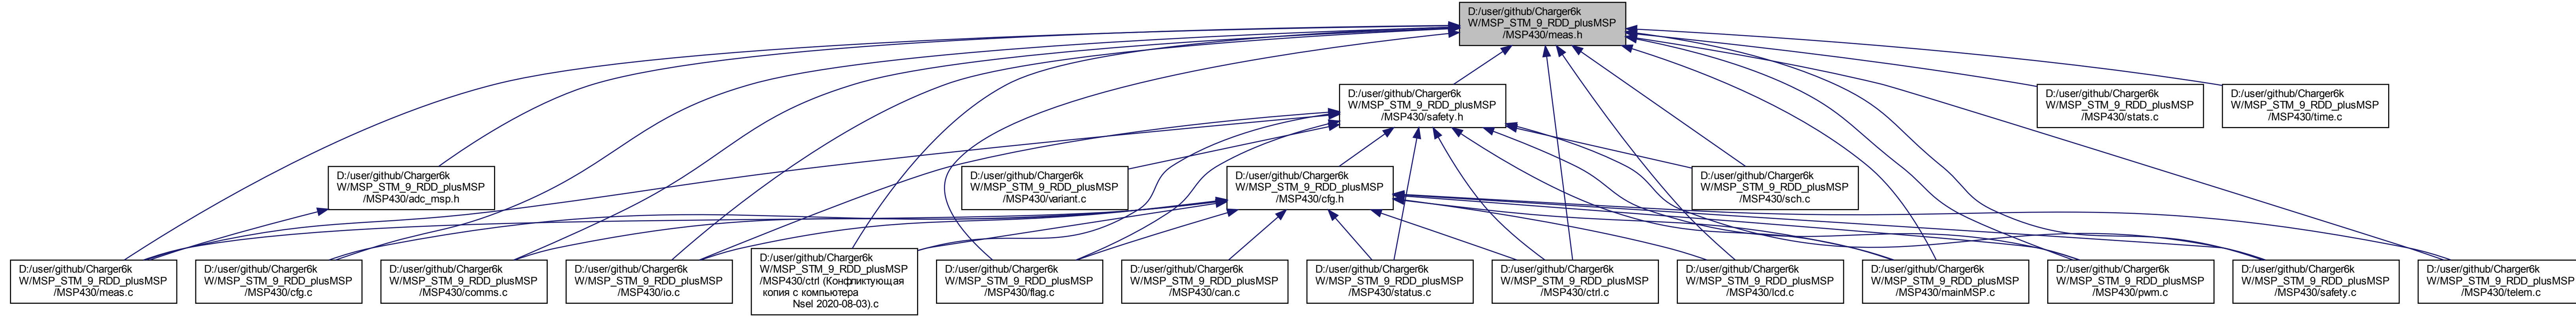 D:/user/github/Charger6k
W/MSP_STM_9_RDD_plusMSP
/MSP430/meas.h
D:/user/github/Charger6k
W/MSP_STM_9_RDD_plusMSP
/MSP430/safety.h
D:/user/github/Charger6k
W/MSP_STM_9_RDD_plusMSP
/MSP430/stats.c
D:/user/github/Charger6k
W/MSP_STM_9_RDD_plusMSP
/MSP430/time.c
D:/user/github/Charger6k
W/MSP_STM_9_RDD_plusMSP
/MSP430/adc_msp.h
D:/user/github/Charger6k
W/MSP_STM_9_RDD_plusMSP
/MSP430/variant.c
D:/user/github/Charger6k
W/MSP_STM_9_RDD_plusMSP
/MSP430/cfg.h
D:/user/github/Charger6k
W/MSP_STM_9_RDD_plusMSP
/MSP430/sch.c
D:/user/github/Charger6k
W/MSP_STM_9_RDD_plusMSP
/MSP430/meas.c
D:/user/github/Charger6k
W/MSP_STM_9_RDD_plusMSP
/MSP430/cfg.c
D:/user/github/Charger6k
W/MSP_STM_9_RDD_plusMSP
/MSP430/comms.c
D:/user/github/Charger6k
W/MSP_STM_9_RDD_plusMSP
/MSP430/io.c
D:/user/github/Charger6k
W/MSP_STM_9_RDD_plusMSP
/MSP430/ctrl (Конфликтующая
копия с компьютера
Nsel 2020-08-03).c
D:/user/github/Charger6k
W/MSP_STM_9_RDD_plusMSP
/MSP430/flag.c
D:/user/github/Charger6k
W/MSP_STM_9_RDD_plusMSP
/MSP430/can.c
D:/user/github/Charger6k
W/MSP_STM_9_RDD_plusMSP
/MSP430/status.c
D:/user/github/Charger6k
W/MSP_STM_9_RDD_plusMSP
/MSP430/ctrl.c
D:/user/github/Charger6k
W/MSP_STM_9_RDD_plusMSP
/MSP430/lcd.c
D:/user/github/Charger6k
W/MSP_STM_9_RDD_plusMSP
/MSP430/mainMSP.c
D:/user/github/Charger6k
W/MSP_STM_9_RDD_plusMSP
/MSP430/pwm.c
D:/user/github/Charger6k
W/MSP_STM_9_RDD_plusMSP
/MSP430/safety.c
D:/user/github/Charger6k
W/MSP_STM_9_RDD_plusMSP
/MSP430/telem.c